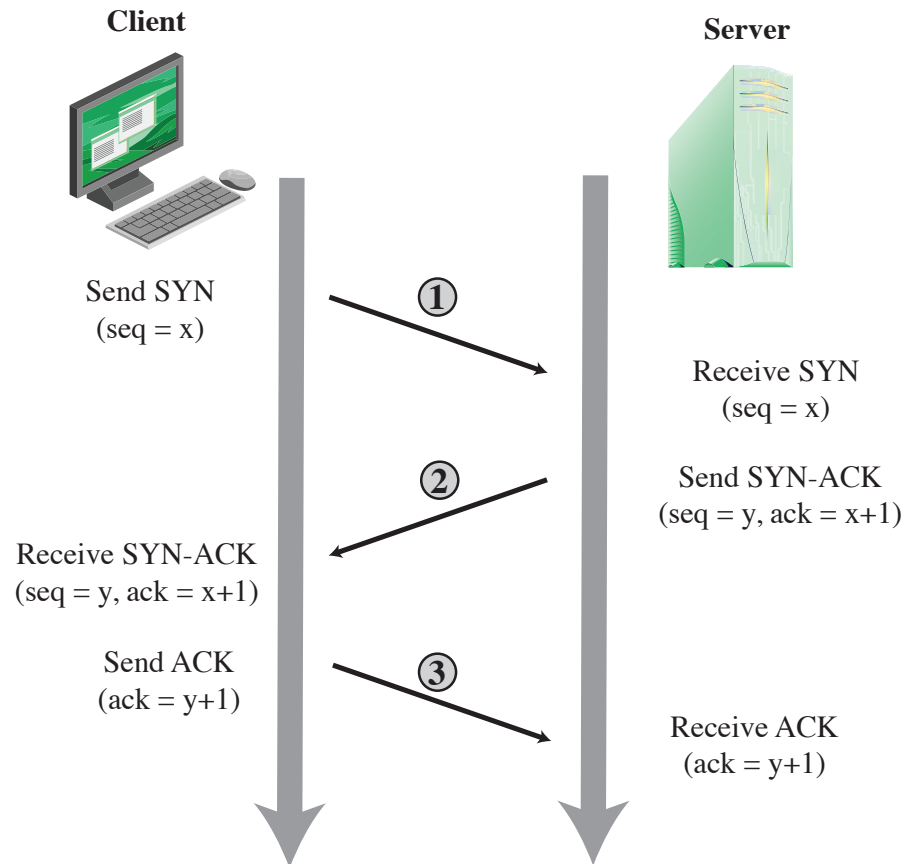 Client
Server
Send SYN
(seq = x)
1
Receive SYN
(seq = x)
2
Send SYN-ACK
(seq = y, ack = x+1)
Receive SYN-ACK
(seq = y, ack = x+1)
Send ACK
(ack = y+1)
3
Receive ACK
(ack = y+1)